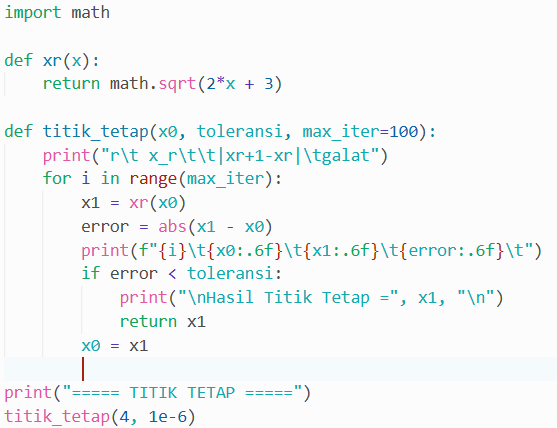 import math
def xr(x):
    return math.sqrt(2*x + 3)
def titik_tetap(x0, toleransi, max_iter=100):
    print("r\t x_r\t\t|xr+1-xr|\tgalat")
    for i in range(max_iter):
        x1 = xr(x0)
        error = abs(x1 - x0)
        print(f"{i}\t{x0:.6f}\t{x1:.6f}\t{error:.6f}\t")
        if error < toleransi:
            print("\nHasil Titik Tetap =", x1, "\n")
            return x1
        x0 = x1
print("===== TITIK TETAP =====")
titik_tetap(4, 1e-6)